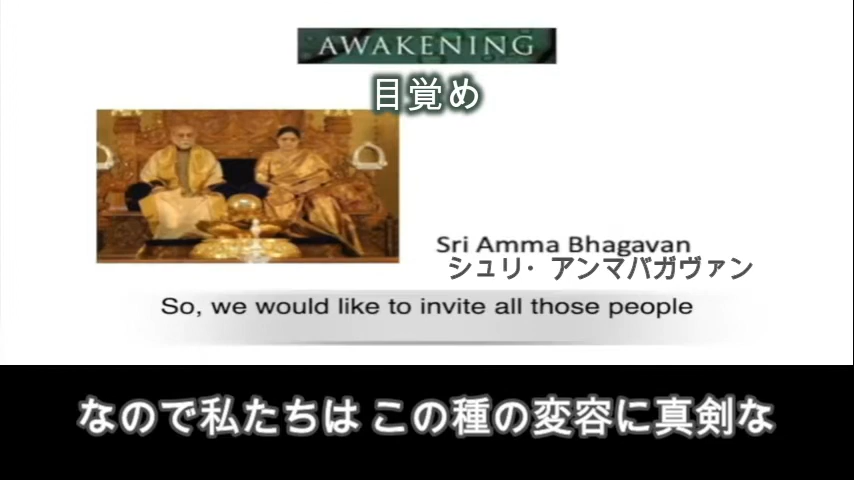 AWAKENING
目覚め
Sri Amma Bhagavan
シュリ・アンマバガヴァン
So, we would like to invite all those people
なので私たちは この種の変容に真剣な